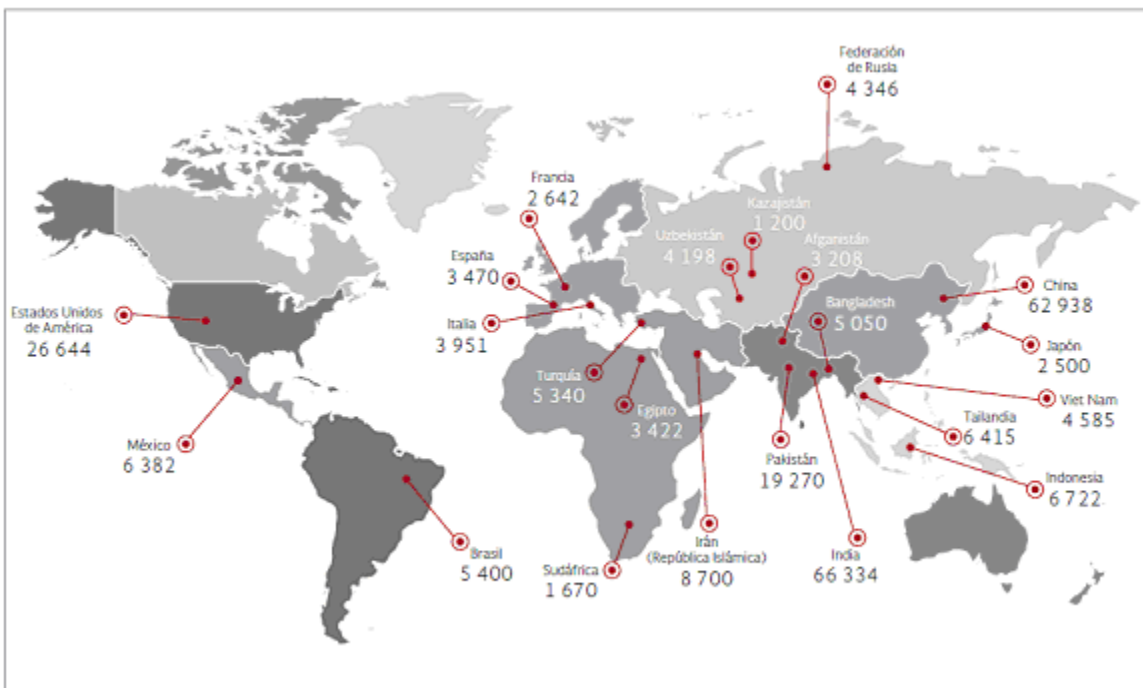 Federación
de Rusia
4 346
Francia
2 642
Kazajistán
1 200
Uzbekistán
4 198
Afganistán
3 208
España
3 470
China
62 938
Bangladesh
5 050
Estados Unidos
de América
26 644
Italia
3 951
Japón
2 500
Turquía
5 340
Egipto
3 422
Viet Nam
4 585
Tailandia
6 415
México
6 382
Pakistán
19 270
Indonesia
6 722
Brasil
5 400
Sudáfrica
1 670
Irán
(República Islámica)
8 700
India
66 334